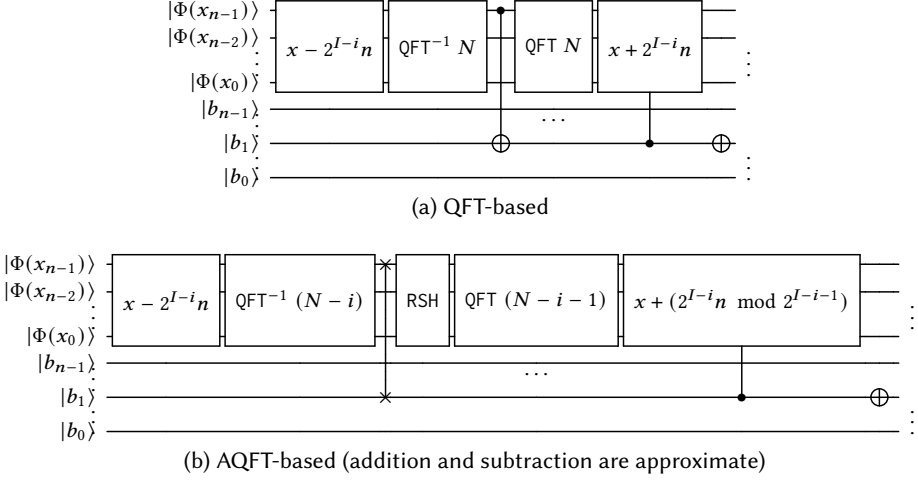 |Φ(x_{n−1})⟩
|Φ(x_{n−2})⟩
|Φ(x_0)⟩
|b_{n−1}⟩
|b_1⟩
|b_0⟩
x − 2^{I−i}n
QFT^{−1} N
QFT N
x + 2^{I−i}n
(a) QFT-based
|Φ(x_{n−1})⟩
|Φ(x_{n−2})⟩
|Φ(x_0)⟩
|b_{n−1}⟩
|b_1⟩
|b_0⟩
x − 2^{I−i}n
QFT^{−1} (N − i)
RSH
QFT (N − i − 1)
x + (2^{I−i}n mod 2^{I−i−1})
(b) AQFT-based (addition and subtraction are approximate)